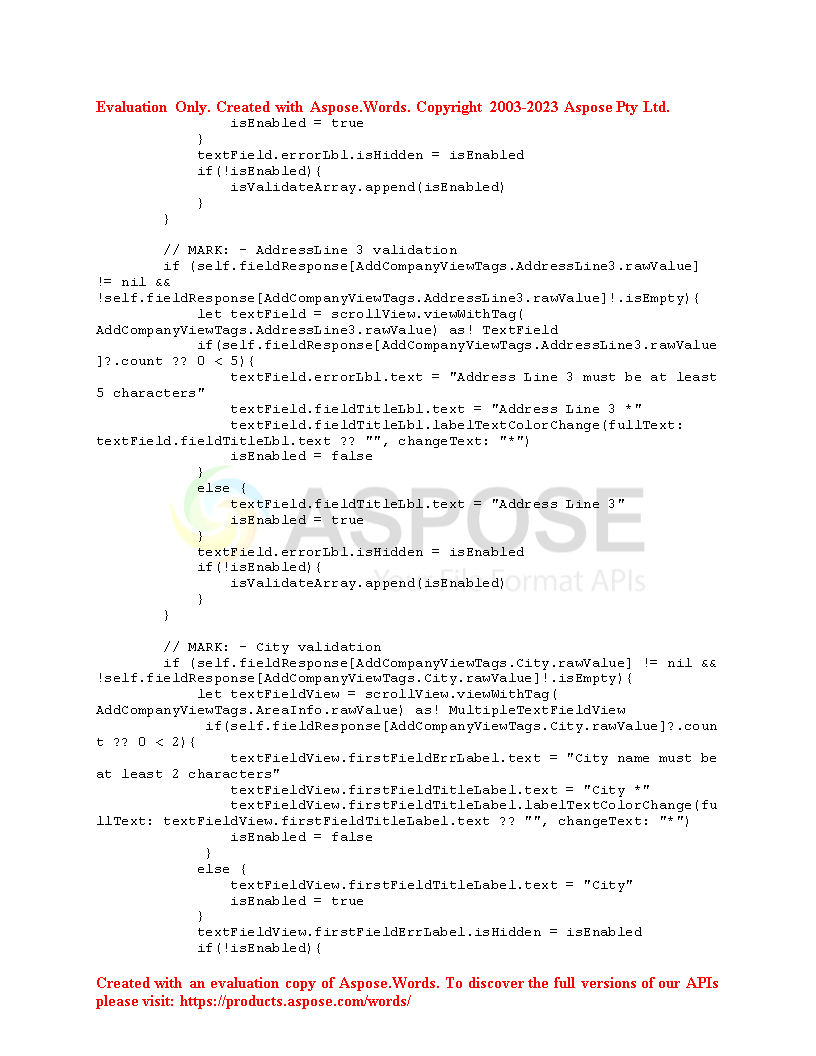 Evaluation Only. Created with Aspose.Words. Copyright 2003-2023 Aspose Pty Ltd.
                isEnabled = true
            }
            textField.errorLbl.isHidden = isEnabled
            if(!isEnabled){
                isValidateArray.append(isEnabled)
            }
        }

        // MARK: - AddressLine 3 validation
        if (self.fieldResponse[AddCompanyViewTags.AddressLine3.rawValue]
!= nil &&
!self.fieldResponse[AddCompanyViewTags.AddressLine3.rawValue]!.isEmpty){
            let textField = scrollView.viewWithTag(
AddCompanyViewTags.AddressLine3.rawValue) as! TextField
            if(self.fieldResponse[AddCompanyViewTags.AddressLine3.rawValue
]?.count ?? 0 < 5){
                textField.errorLbl.text = "Address Line 3 must be at least
5 characters"
                textField.fieldTitleLbl.text = "Address Line 3 *"
                textField.fieldTitleLbl.labelTextColorChange(fullText:
textField.fieldTitleLbl.text ?? "", changeText: "*")
                isEnabled = false
            }
            else {
                textField.fieldTitleLbl.text = "Address Line 3"
                isEnabled = true
            }
            textField.errorLbl.isHidden = isEnabled
            if(!isEnabled){
                isValidateArray.append(isEnabled)
            }
        }
ASPOSE
Your File Format APIs

        // MARK: - City validation
        if (self.fieldResponse[AddCompanyViewTags.City.rawValue] != nil &&
!self.fieldResponse[AddCompanyViewTags.City.rawValue]!.isEmpty){
            let textFieldView = scrollView.viewWithTag(
AddCompanyViewTags.AreaInfo.rawValue) as! MultipleTextFieldView
             if(self.fieldResponse[AddCompanyViewTags.City.rawValue]?.coun
t ?? 0 < 2){
                textFieldView.firstFieldErrLabel.text = "City name must be
at least 2 characters"
                textFieldView.firstFieldTitleLabel.text = "City *"
                textFieldView.firstFieldTitleLabel.labelTextColorChange(fu
llText: textFieldView.firstFieldTitleLabel.text ?? "", changeText: "*")
                isEnabled = false
             }
            else {
                textFieldView.firstFieldTitleLabel.text = "City"
                isEnabled = true
            }
            textFieldView.firstFieldErrLabel.isHidden = isEnabled
            if(!isEnabled){
Created with an evaluation copy of Aspose.Words. To discover the full versions of our APIs
please visit: https://products.aspose.com/words/